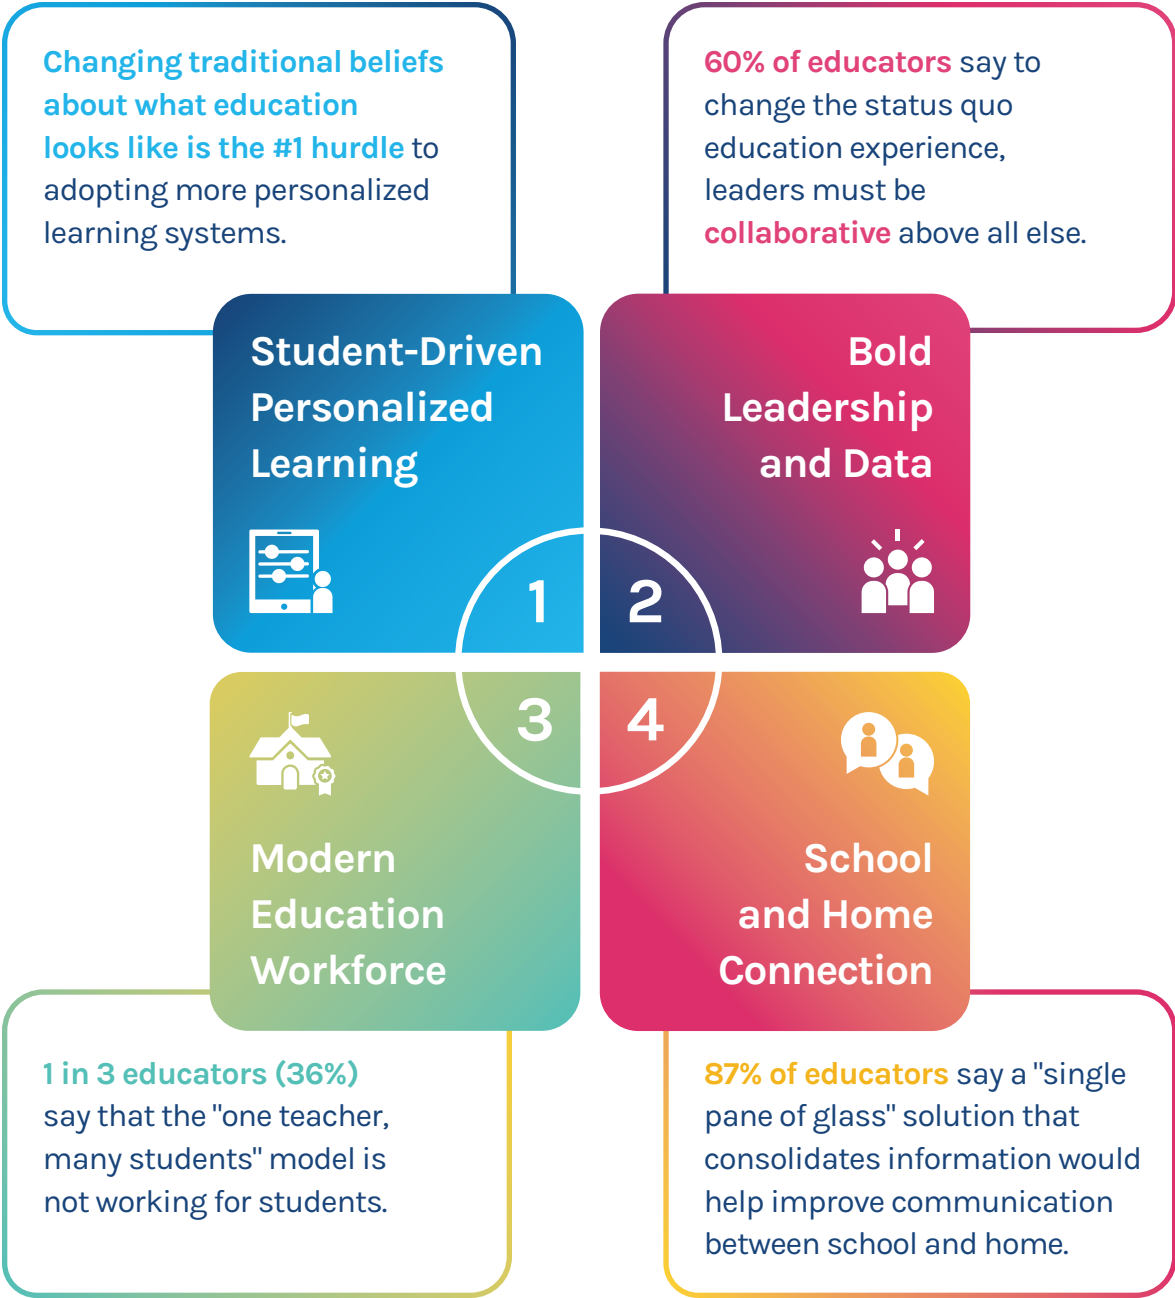 Changing traditional beliefs
about what education
looks like is the #1 hurdle to
adopting more personalized
learning systems.
60% of educators say to
change the status quo
education experience,
leaders must be
collaborative above all else.
Student-Driven
Personalized
Learning
1
Bold
Leadership
and Data
2
3
Modern
Education
Workforce
4
School
and Home
Connection
1 in 3 educators (36%)
say that the "one teacher,
many students" model is
not working for students.
87% of educators say a "single
pane of glass" solution that
consolidates information would
help improve communication
between school and home.